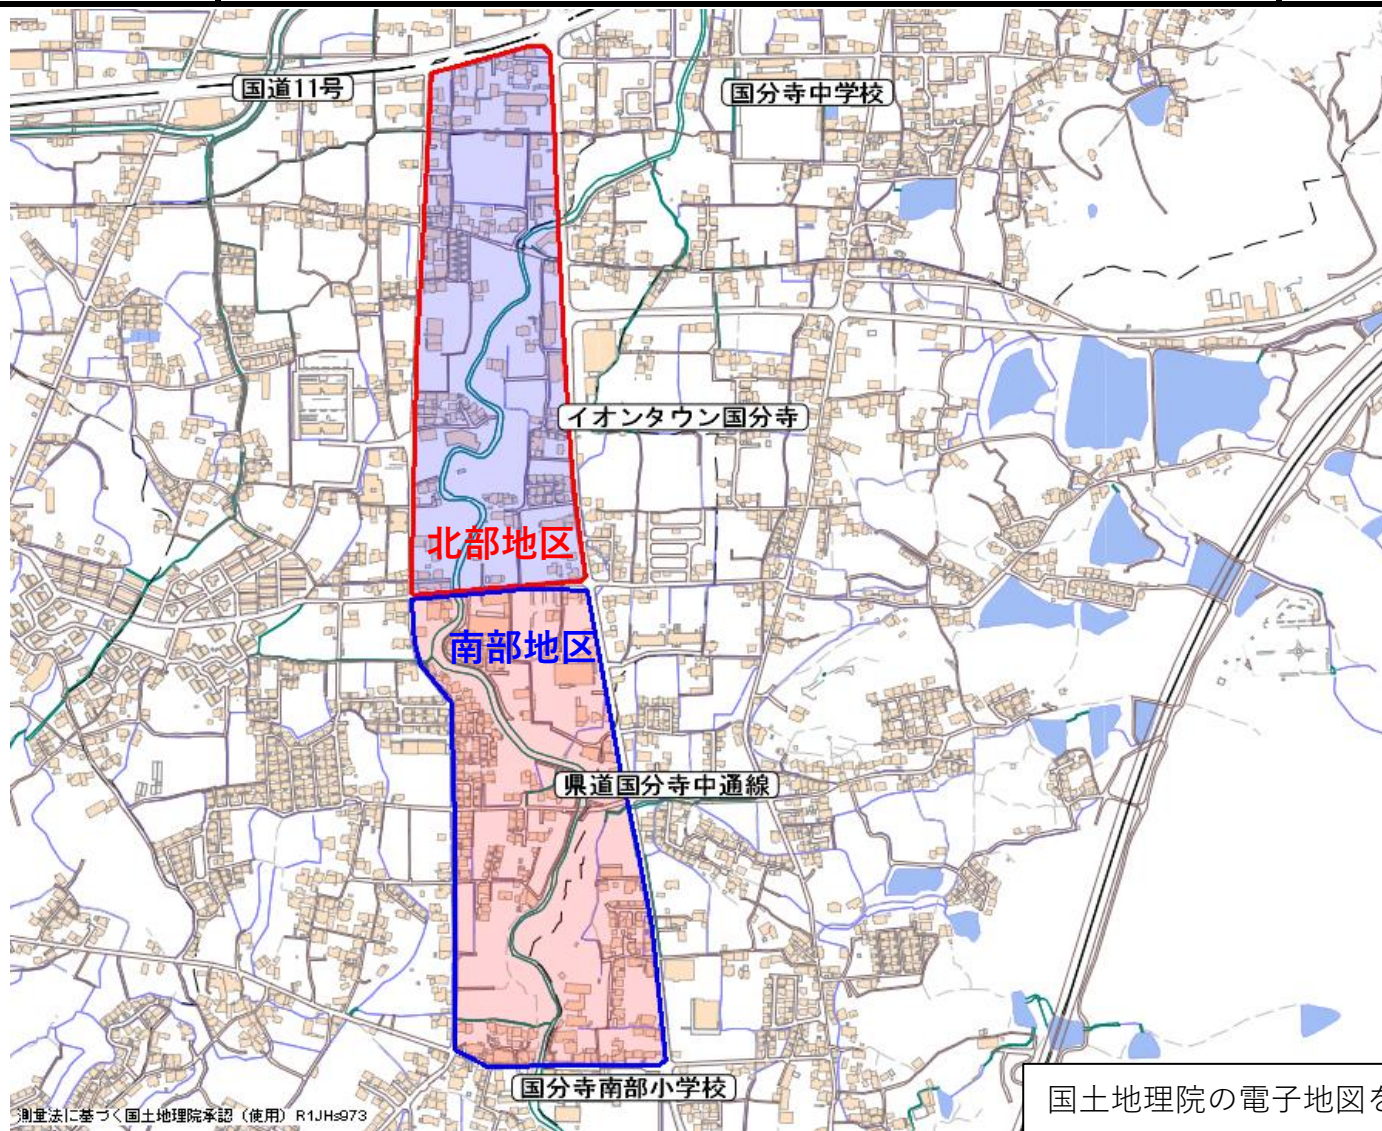 国道11号
国分寺中学校
イオンタウン国分寺
北部地区
南部地区
県道国分寺中通線
国分寺南部小学校
国土地理院の電子地図を
測量法に基づく国土地理院承認（使用）R1JHs973